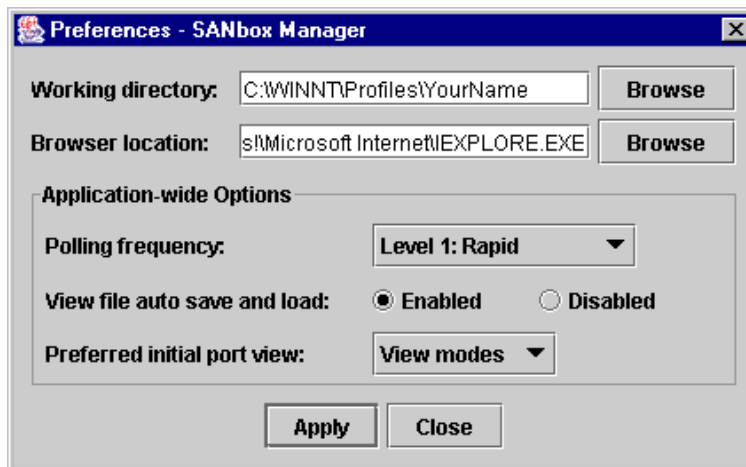 Preferences - SANbox Manager
Working directory: C:\WINNT\Profiles\YourName Browse
Browser location: s!\Microsoft Internet\IEXPLORE.EXE Browse
Application-wide Options
Polling frequency: Level 1: Rapid
View file auto save and load: Enabled Disabled
Preferred initial port view: View modes
Apply Close